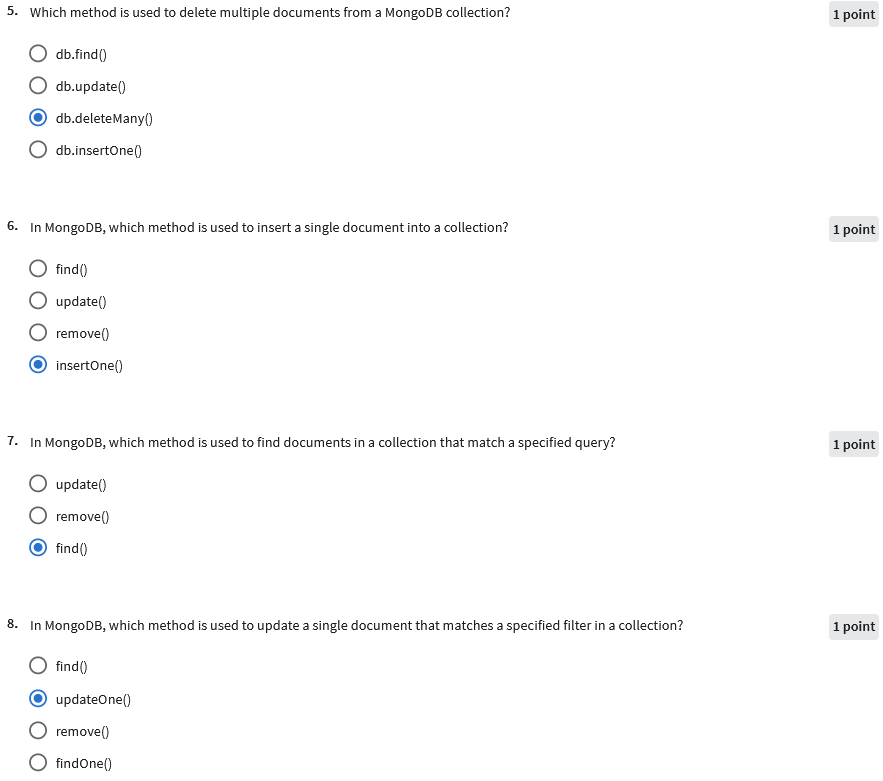 5. Which method is used to delete multiple documents from a MongoDB collection? 1 point
db.find()
db.update()
db.deleteMany()
db.insertOne()
6. In MongoDB, which method is used to insert a single document into a collection? 1 point
find()
update()
remove()
insertOne()
7. In MongoDB, which method is used to find documents in a collection that match a specified query? 1 point
update()
remove()
find()
8. In MongoDB, which method is used to update a single document that matches a specified filter in a collection? 1 point
find()
updateOne()
remove()
findOne()